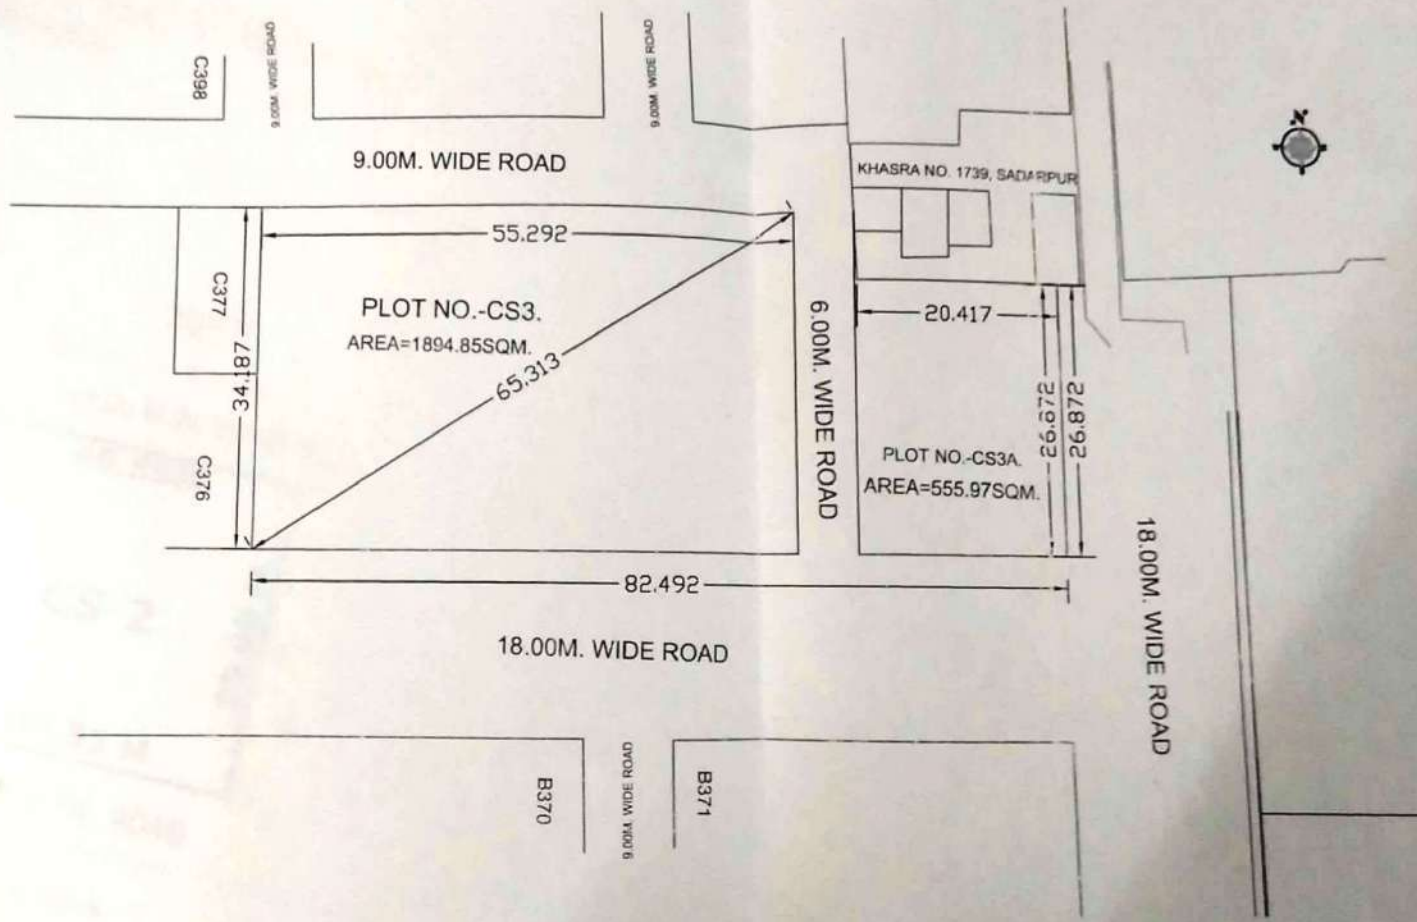 C398
9.00M. WIDE ROAD
9.00M. WIDE ROAD
N
9.00M. WIDE ROAD
KHASRA NO. 1739, SADARPUR
55.292
C377
PLOT NO.-CS3.
AREA=1894.85SQM.
34.187
65.313
6.00M. WIDE ROAD
20.417
26.872
26.872
C376
PLOT NO.-CS3A.
AREA=555.97SQM.
82.492
18.00M. WIDE ROAD
18.00M. WIDE ROAD
B370
9.00M. WIDE ROAD
B371
CS 2